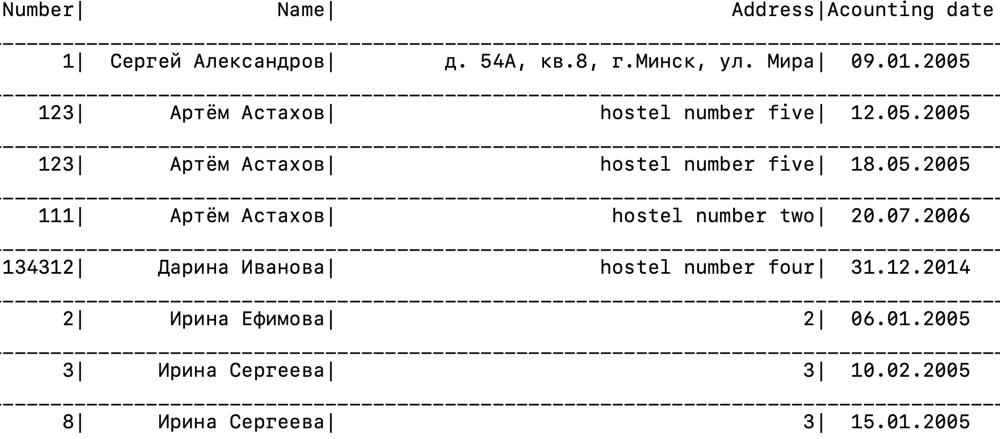 Number| Name| Address|Acounting date
1| Сергей Александров| д. 54А, кв.8, г.Минск, ул. Мира| 09.01.2005
123| Артём Астахов| hostel number five| 12.05.2005
123| Артём Астахов| hostel number five| 18.05.2005
111| Артём Астахов| hostel number two| 20.07.2006
134312| Дарина Иванова| hostel number four| 31.12.2014
2| Ирина Ефимова| 2| 06.01.2005
3| Ирина Сергеева| 3| 10.02.2005
8| Ирина Сергеева| 3| 15.01.2005